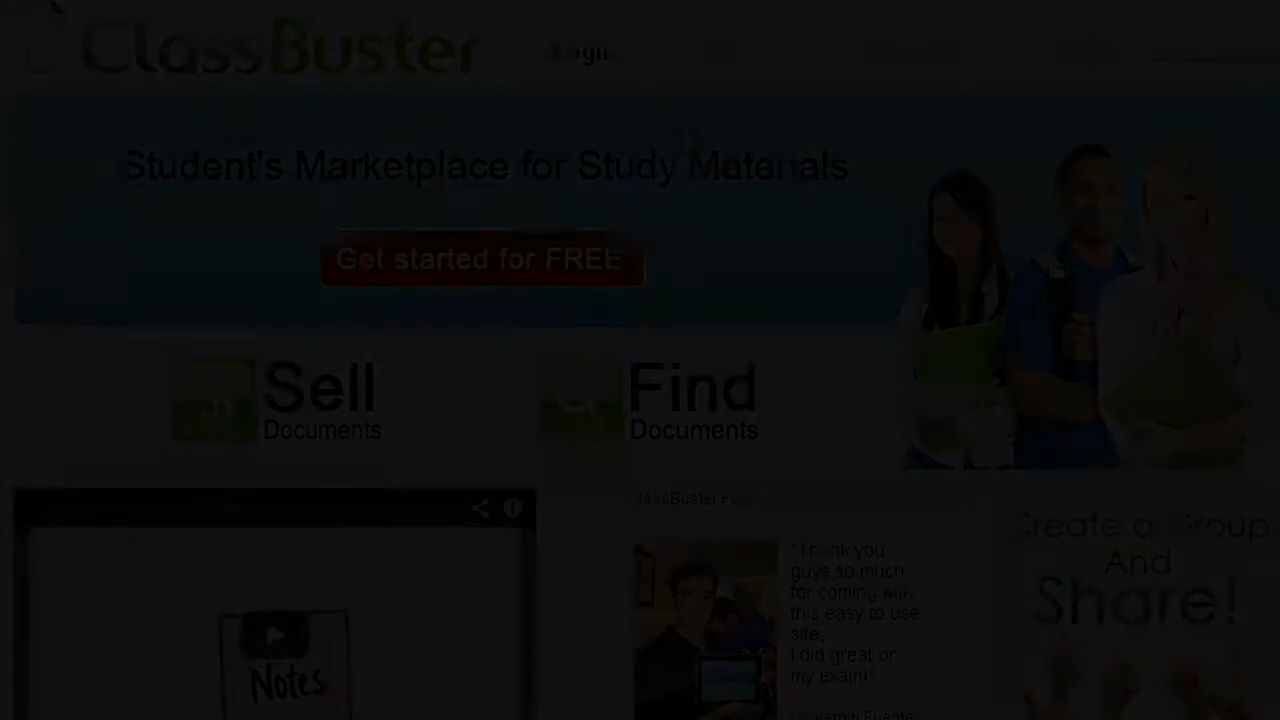 ClassBuster
Login
Student's Marketplace for Study Materials
Get started for FREE
Sell
Documents
Find
Documents
Create a Group
And
Share!
"Thank you
guys so much
for coming with
this easy to use
site,
I did great on
my exam!"
Notes